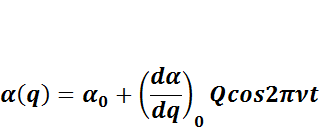 α(q) = α₀ + (dα/dq)₀ Qcos2πνt